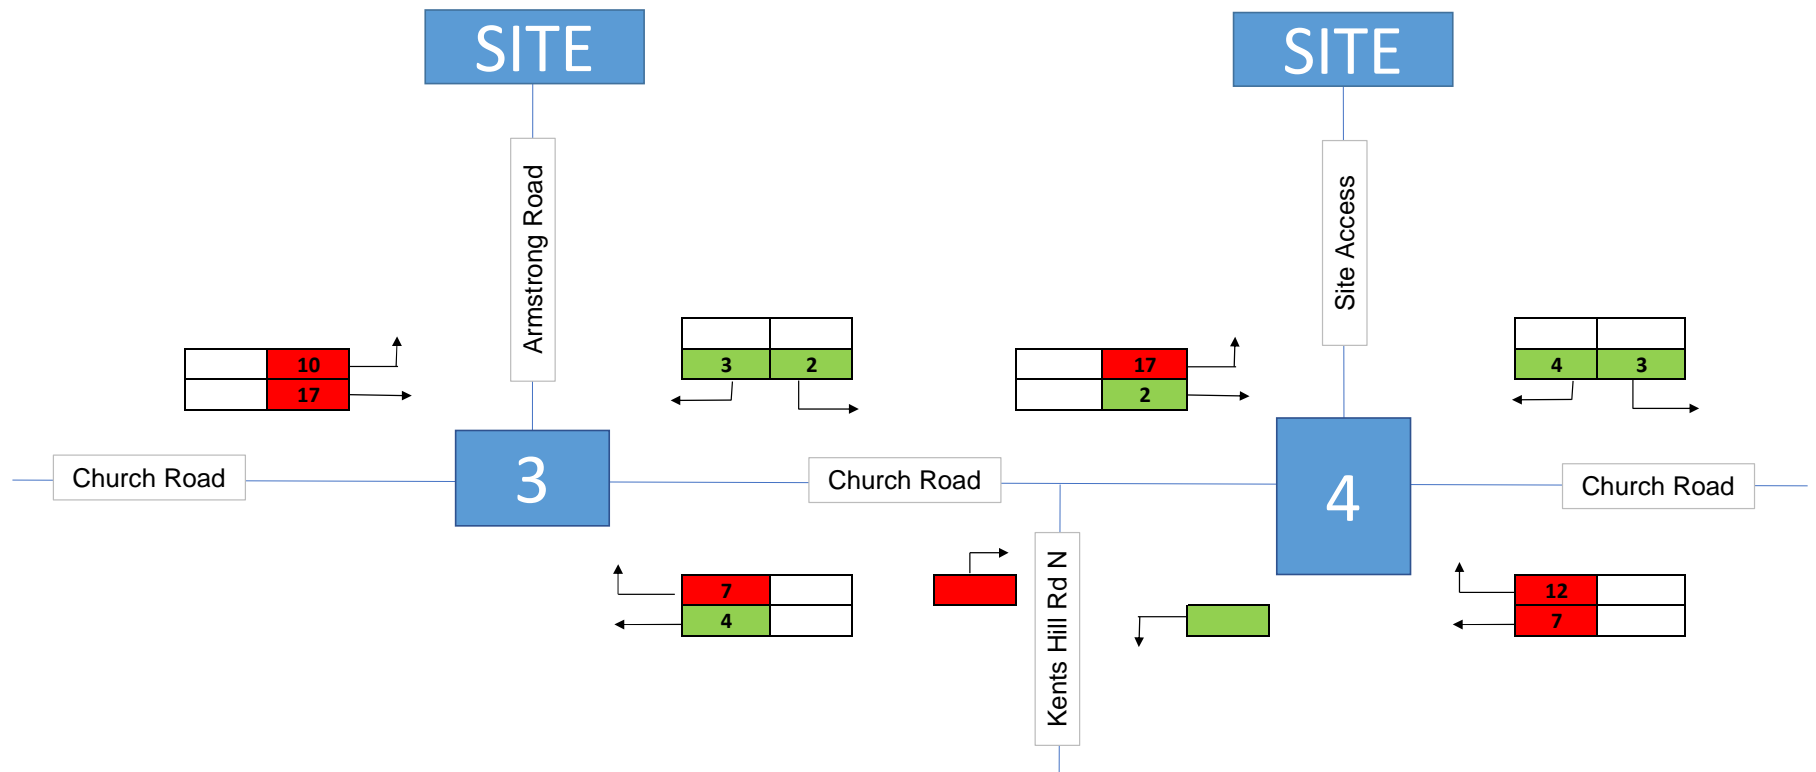 SITE
SITE
Armstrong Road
Site Access
10
17
3 2
17
2
4 3
Church Road
3
Church Road
4
Church Road
7
4
Kents Hill Rd N
12
7